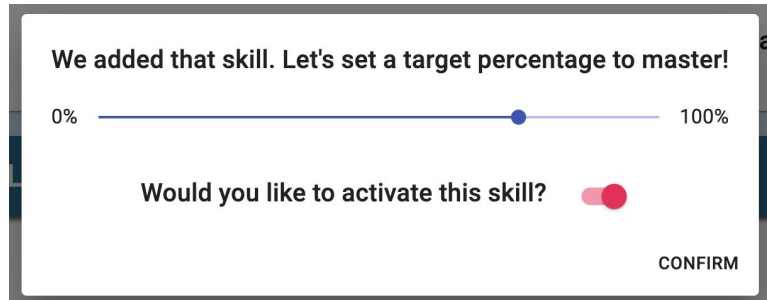 We added that skill. Let's set a target percentage to master!
0% 100%
Would you like to activate this skill?
CONFIRM